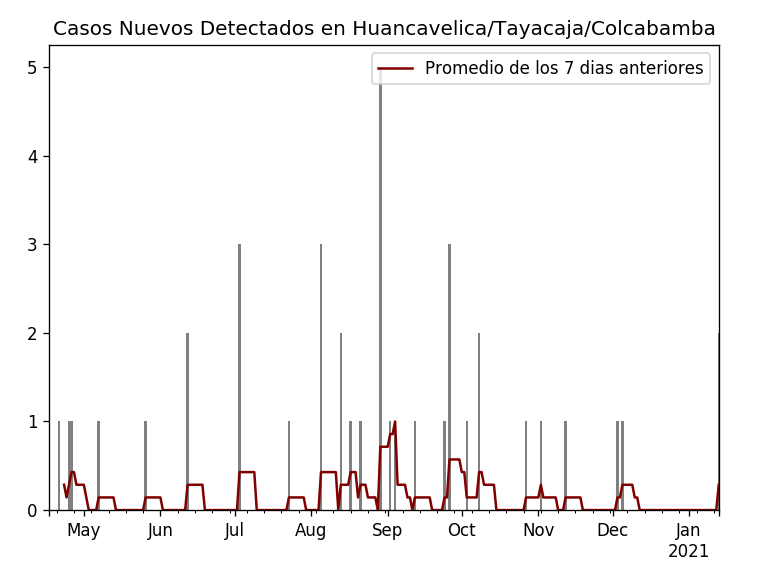 Casos Nuevos Detectados en Huancavelica/Tayacaja/Colcabamba
Promedio de los 7 dias anteriores
5
4
3
2
1
0
May Jun Jul Aug Sep Oct Nov Dec Jan
2021